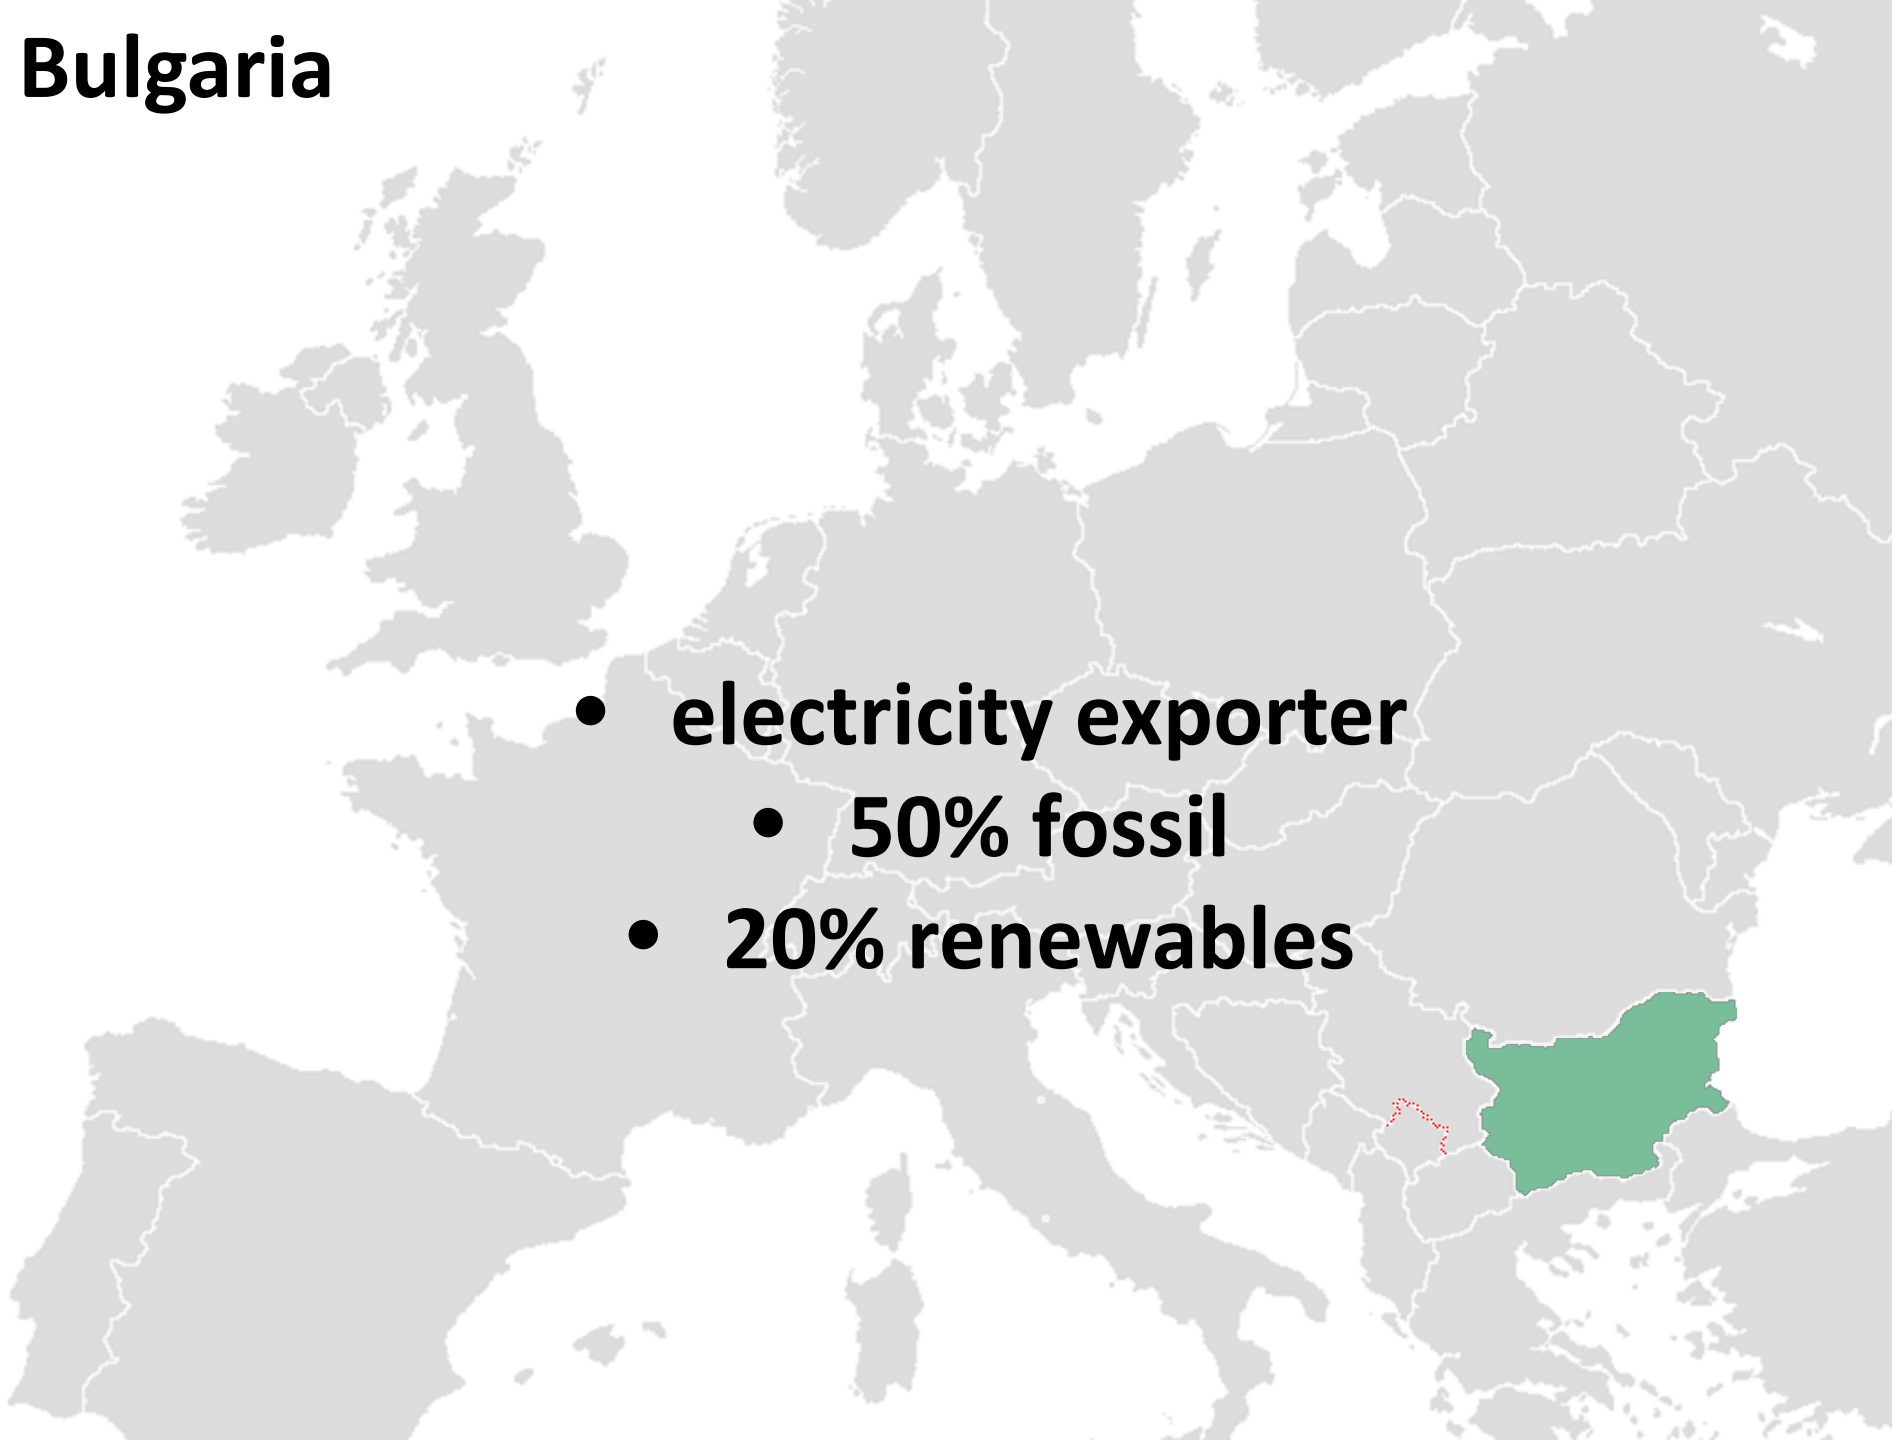 Bulgaria
• electricity exporter
• 50% fossil
• 20% renewables